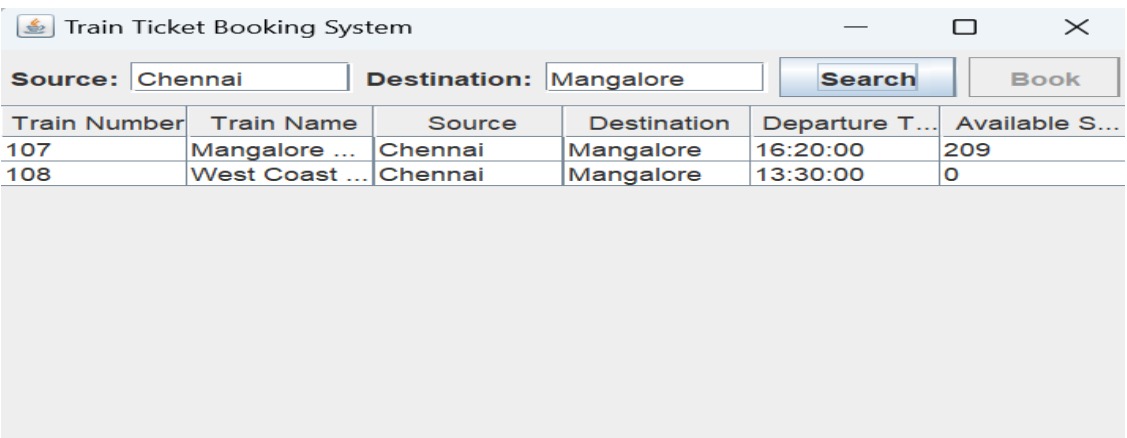 Train Ticket Booking System
Source: Chennai Destination: Mangalore Search Book
Train Number Train Name Source Destination Departure T... Available S...
107 Mangalore ... Chennai Mangalore 16:20:00 209
108 West Coast ... Chennai Mangalore 13:30:00 0